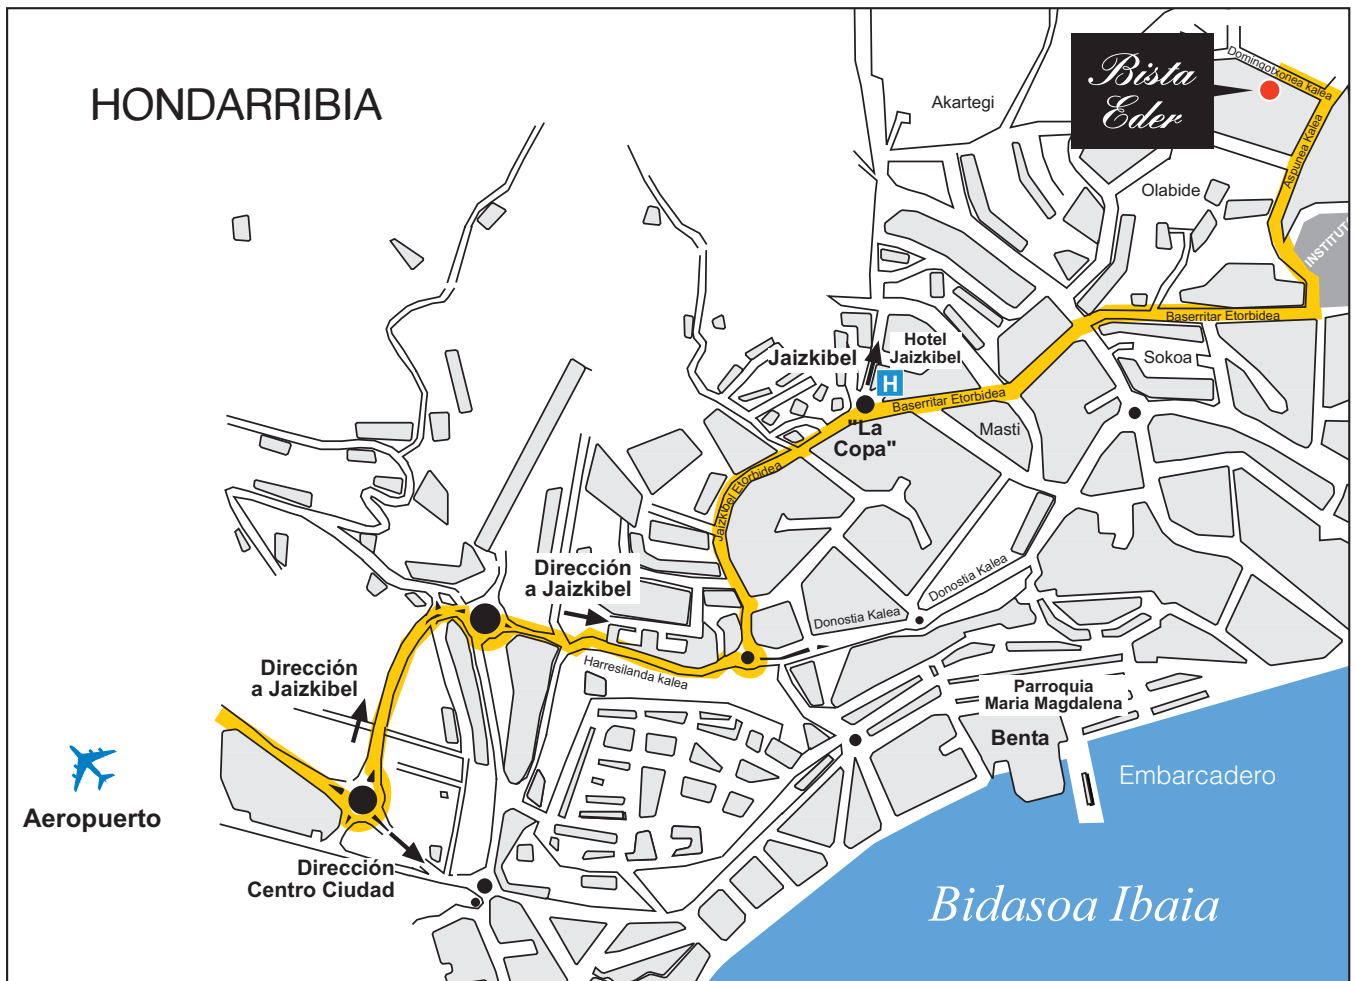 HONDARRIBIA
Bista
Eder
Domingotxonea kalea
Akartegi
Aspunea Kalea
Olabide
INSTITUTO
Baserritar Etorbidea
Hotel
Jaizkibel
Jaizkibel
H
Sokoa
Baserritar Etorbidea
"La
Copa"
Masti
Jaizkibel Etorbidea
Dirección
a Jaizkibel
Donostia Kalea
Donostia Kalea
Harresilanda kalea
Dirección
a Jaizkibel
Parroquia
Maria Magdalena
Benta
Embarcadero
Aeropuerto
Dirección
Centro Ciudad
Bidasoa Ibaia